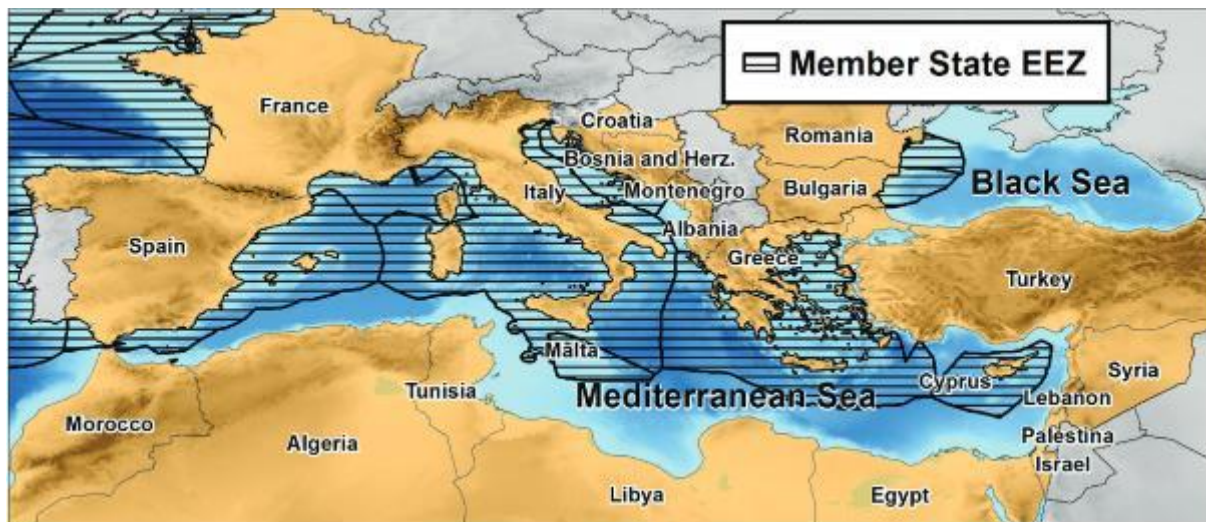 Member State EEZ
France
Croatia
Romania
Bosnia and Herz.
Italy
Montenegro
Bulgaria
Black Sea
Albania
Spain
Greece
Turkey
Malta
Mediterranean Sea
Cyprus
Syria
Tunisia
Lebanon
Morocco
Algeria
Palestina
Israel
Libya
Egypt